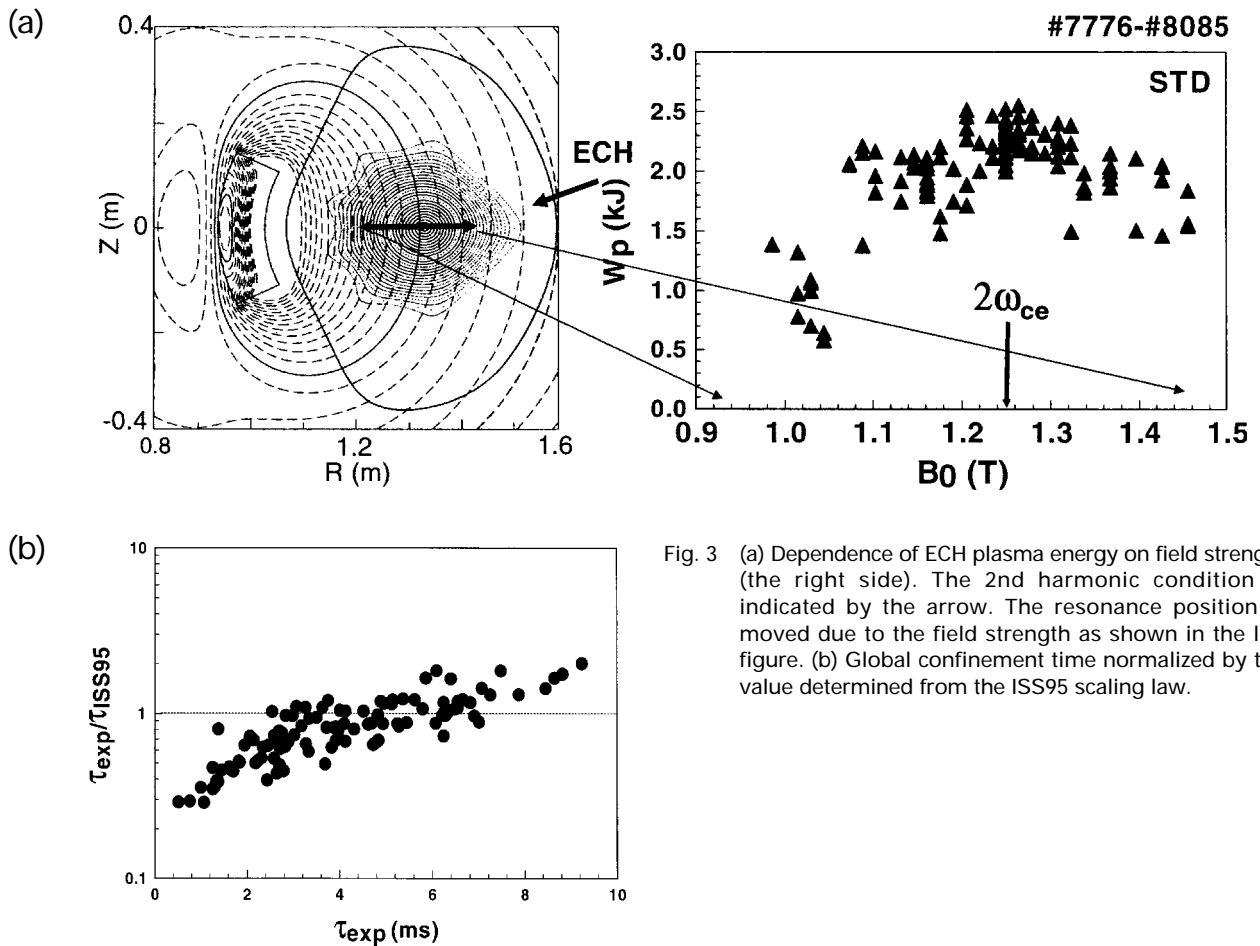 (a)
#7776-#8085
0.4
0
-0.4
Z (m)
0.8
1.2
1.6
R (m)
ECH
3.0
2.5
2.0
1.5
1.0
0.5
0.0
Wp (kJ)
STD
2ωce
0.9 1.0 1.1 1.2 1.3 1.4 1.5
B0 (T)
(b)
10
1
0.1
τexp/τISS95
0 2 4 6 8 10
τexp (ms)
Fig. 3 (a) Dependence of ECH plasma energy on field
(the right side). The 2nd harmonic condition
indicated by the arrow. The resonance position
moved due to the field strength as shown in the
figure. (b) Global confinement time normalized by
value determined from the ISS95 scaling law.